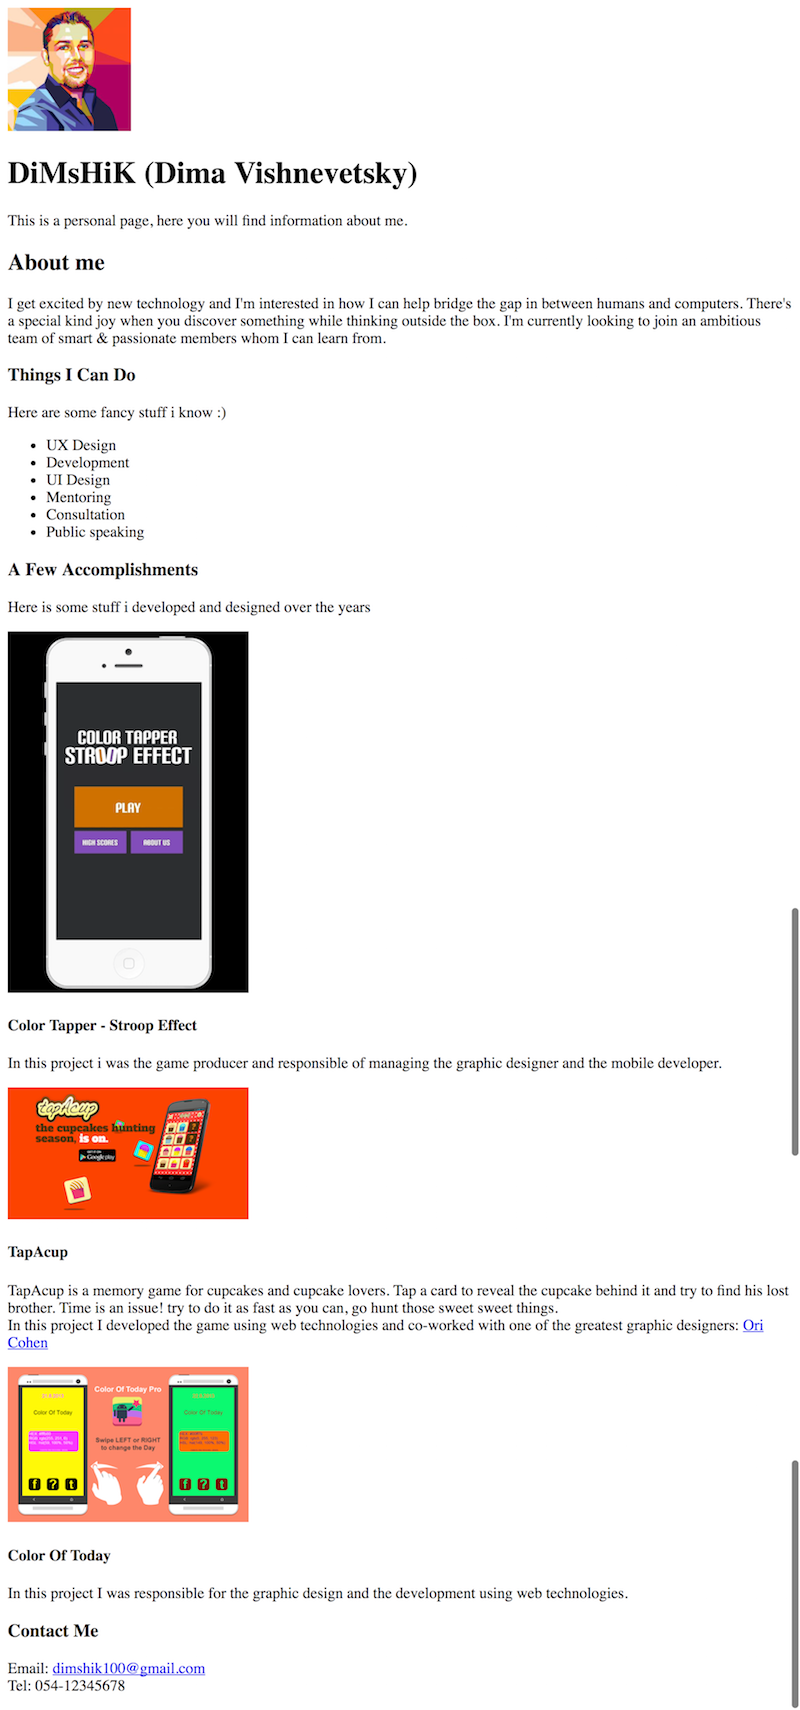 DiMsHiK (Dima Vishnevetsky)
This is a personal page, here you will find information about me.
About me
I get excited by new technology and I'm interested in how I can help bridge the gap in between humans and computers. There's
a special kind joy when you discover something while thinking outside the box. I'm currently looking to join an ambitious
team of smart & passionate members whom I can learn from.
Things I Can Do
Here are some fancy stuff i know :)
• UX Design
• Development
• UI Design
• Mentoring
• Consultation
• Public speaking
A Few Accomplishments
Here is some stuff i developed and designed over the years
COLOR TAPPER
STROOP EFFECT
PLAY
HIGH SCORES
ABOUT US
Color Tapper - Stroop Effect
In this project i was the game producer and responsible of managing the graphic designer and the mobile developer.
tapAcup
the cupcakes hunting
season, is on.
Google play
TapAcup
TapAcup is a memory game for cupcakes and cupcake lovers. Tap a card to reveal the cupcake behind it and try to find his lost
brother. Time is an issue! try to do it as fast as you can, go hunt those sweet sweet things.
In this project I developed the game using web technologies and co-worked with one of the greatest graphic designers: Ori
Cohen
Color Of Today Pro
Color Of Today
Color Of Today
Swipe LEFT or RIGHT
to change the Day
f ? t
f ? t
Color Of Today
In this project I was responsible for the graphic design and the development using web technologies.
Contact Me
Email: dimshik100@gmail.com
Tel: 054-12345678